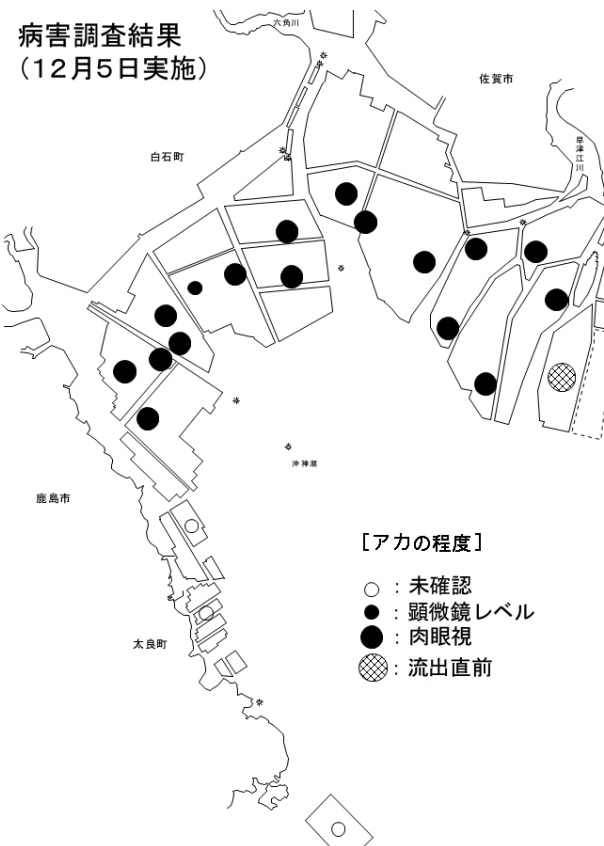 病害調査結果
（12月5日実施）
六角川
佐賀市
早津江川
白石町
沖神瀬
鹿島市
太良町
［アカの程度］
：未確認
：顕微鏡レベル
：肉眼視
：流出直前